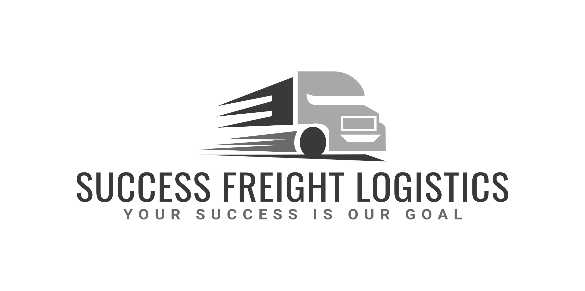 SUCCESS FREIGHT LOGISTICS
YOUR SUCCESS IS OUR GOAL